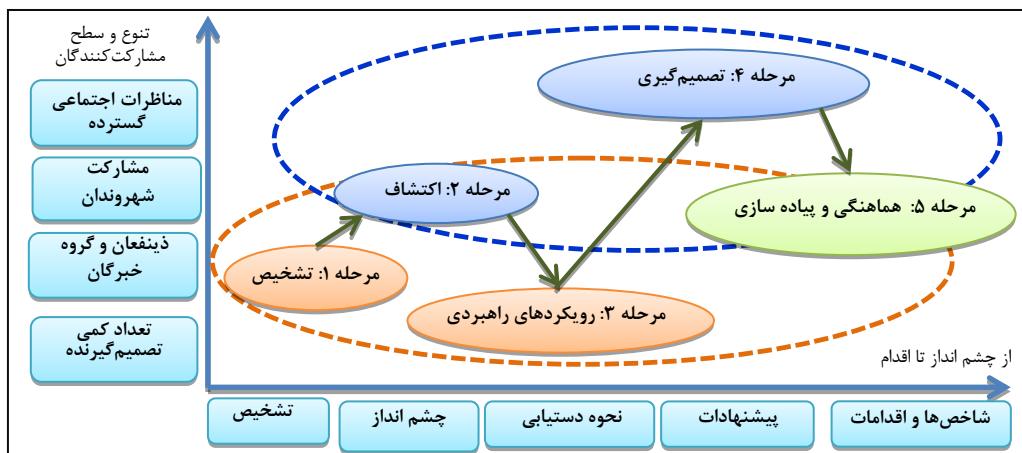 تنوع و سطح
مشارکت‌کنندگان
مناظرات اجتماعی
گسترده
مشارکت
شهروندان
ذینفعان و گروه
خبرگان
تعداد کمی
تصمیم‌گیرنده
مرحله ۴: تصمیم‌گیری
مرحله ۲: اکتشاف
مرحله ۵: هماهنگی و پیاده سازی
مرحله ۱: تشخیص
مرحله ۳: رویکردهای راهبردی
از چشم انداز تا اقدام
تشخیص
چشم انداز
نحوه دستیابی
پیشنهادات
شاخص‌ها و اقدامات